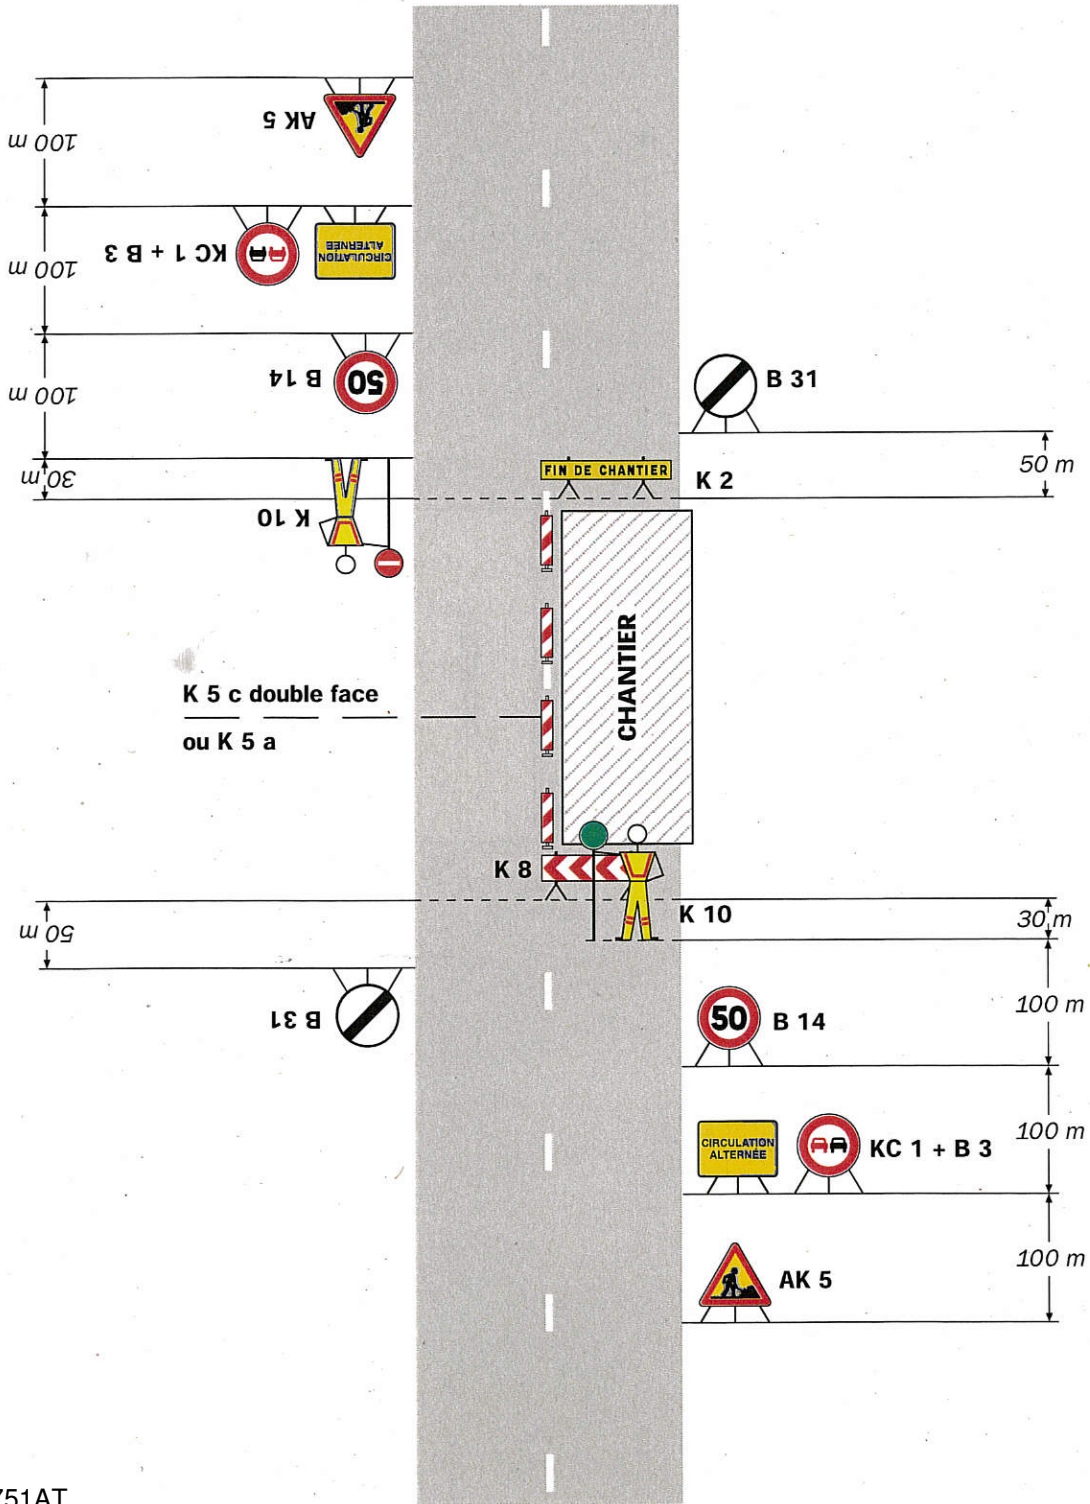 AK 5
100 m
KC 1 + B 3
CIRCULATION
ALTERNÉE
100 m
B 14
50
100 m
B 31
FIN DE CHANTIER
K 2
50 m
30 m
K 10
CHANTIER
K 5 c double face
ou K 5 a
K 8
K 10
30 m
50 m
B 31
50
B 14
100 m
CIRCULATION
ALTERNÉE
KC 1 + B 3
100 m
AK 5
100 m
751AT